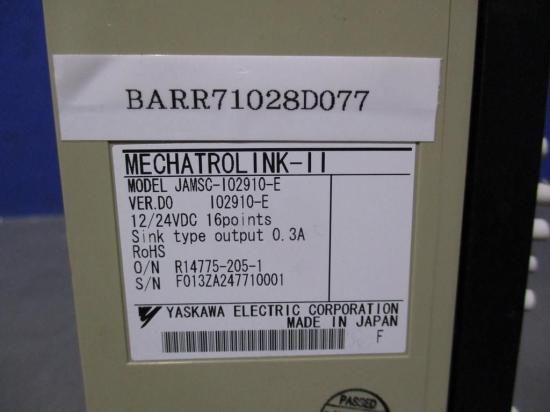 BARR71028D077
MECHATROLINK-II
MODEL JAMSC-IO2910-E
VER.D0 IO2910-E
12/24VDC 16points
Sink type output 0.3A
RoHS
O/N R14775-205-1
S/N F013ZA247710001
YASKAWA ELECTRIC CORPORATION
MADE IN JAPAN
F
PASSED